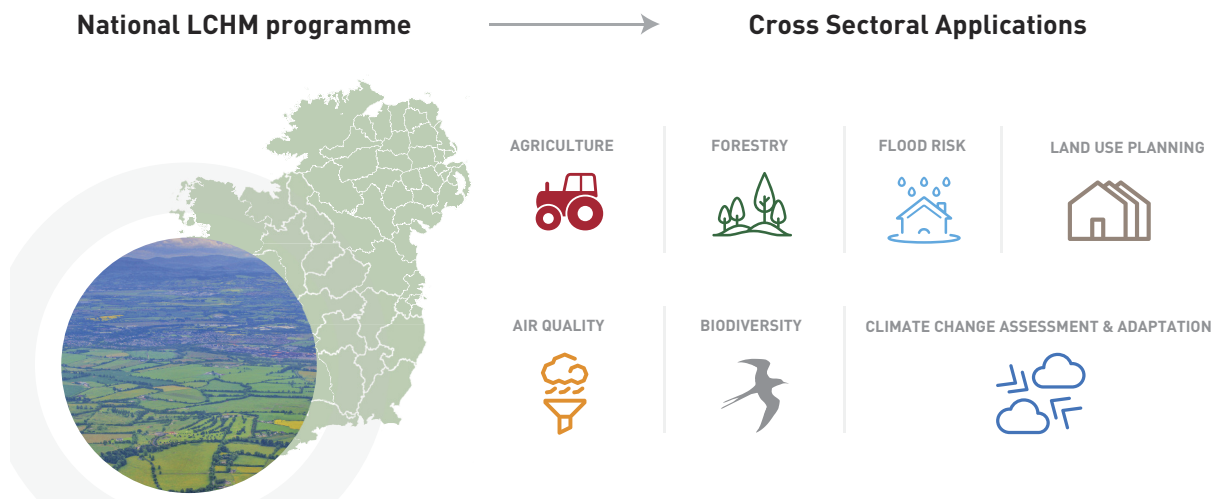 National LCHM programme
Cross Sectoral Applications
AGRICULTURE
FORESTRY
FLOOD RISK
LAND USE PLANNING
AIR QUALITY
BIODIVERSITY
CLIMATE CHANGE ASSESSMENT & ADAPTATION